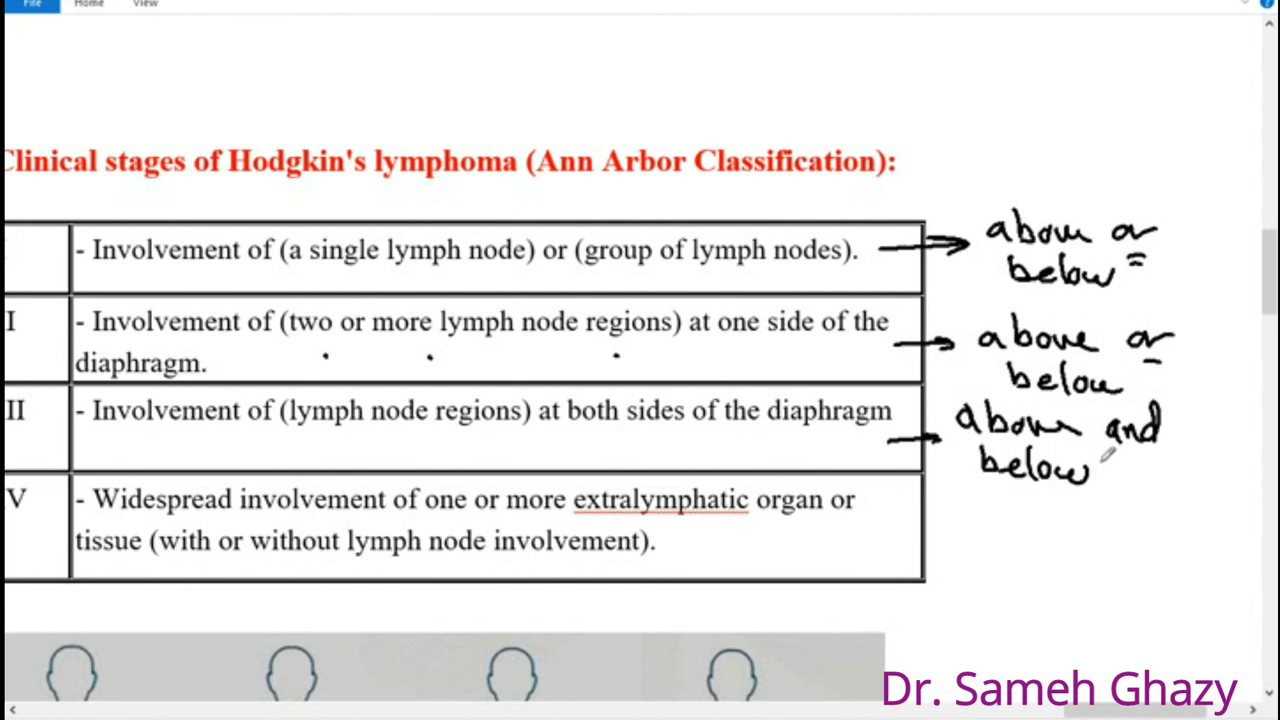 File Home View
Clinical stages of Hodgkin's lymphoma (Ann Arbor Classification):
- Involvement of (a single lymph node) or (group of lymph nodes).
above or
below
I
- Involvement of (two or more lymph node regions) at one side of the
diaphragm.
above or
below
II
- Involvement of (lymph node regions) at both sides of the diaphragm
above and
below
V
- Widespread involvement of one or more extralymphatic organ or
tissue (with or without lymph node involvement).
Dr. Sameh Ghazy